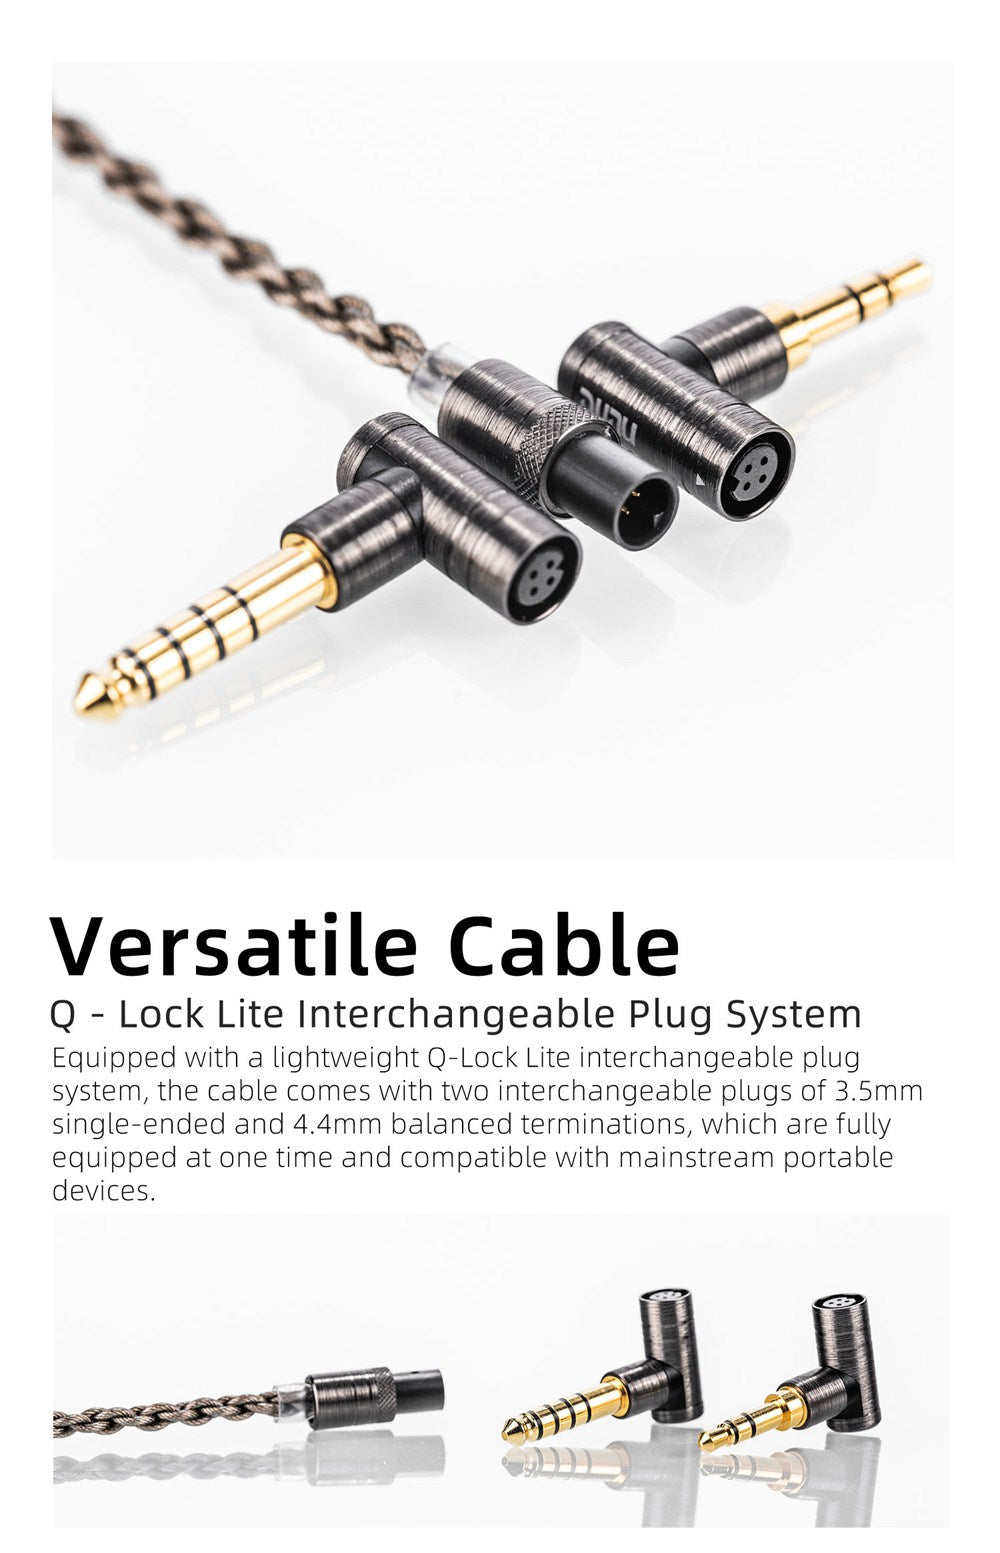 DUNU
Versatile Cable
Q - Lock Lite Interchangeable Plug System
Equipped with a lightweight Q-Lock Lite interchangeable plug
system, the cable comes with two interchangeable plugs of 3.5mm
single-ended and 4.4mm balanced terminations, which are fully
equipped at one time and compatible with mainstream portable
devices.